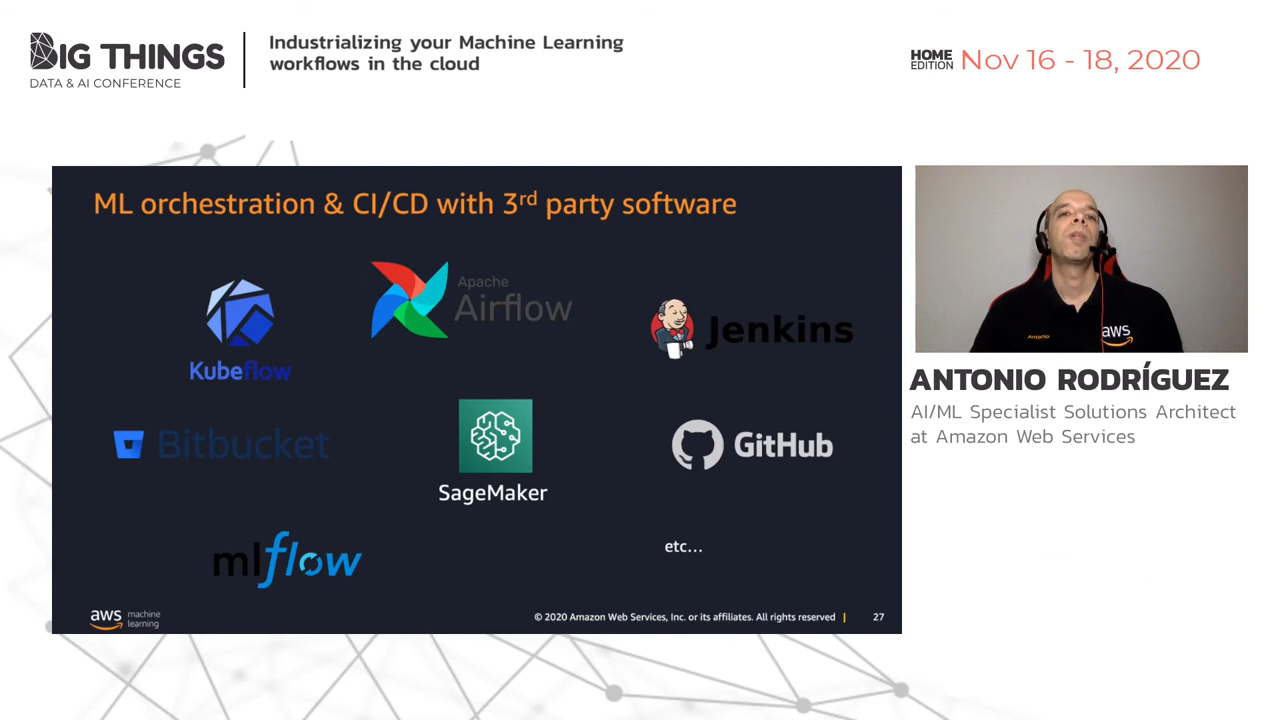 BIG THINGS
DATA & AI CONFERENCE
Industrializing your Machine Learning
workflows in the cloud
HOME
EDITION
Nov 16 - 18, 2020
ML orchestration & CI/CD with 3rd party software
Kubeflow
Apache
Airflow
Jenkins
Bitbucket
SageMaker
GitHub
mlflow
etc...
aws
machine
learning
© 2020 Amazon Web Services, Inc. or its affiliates. All rights reserved |
27
Antonio
aws
ANTONIO RODRÍGUEZ
AI/ML Specialist Solutions Architect
at Amazon Web Services